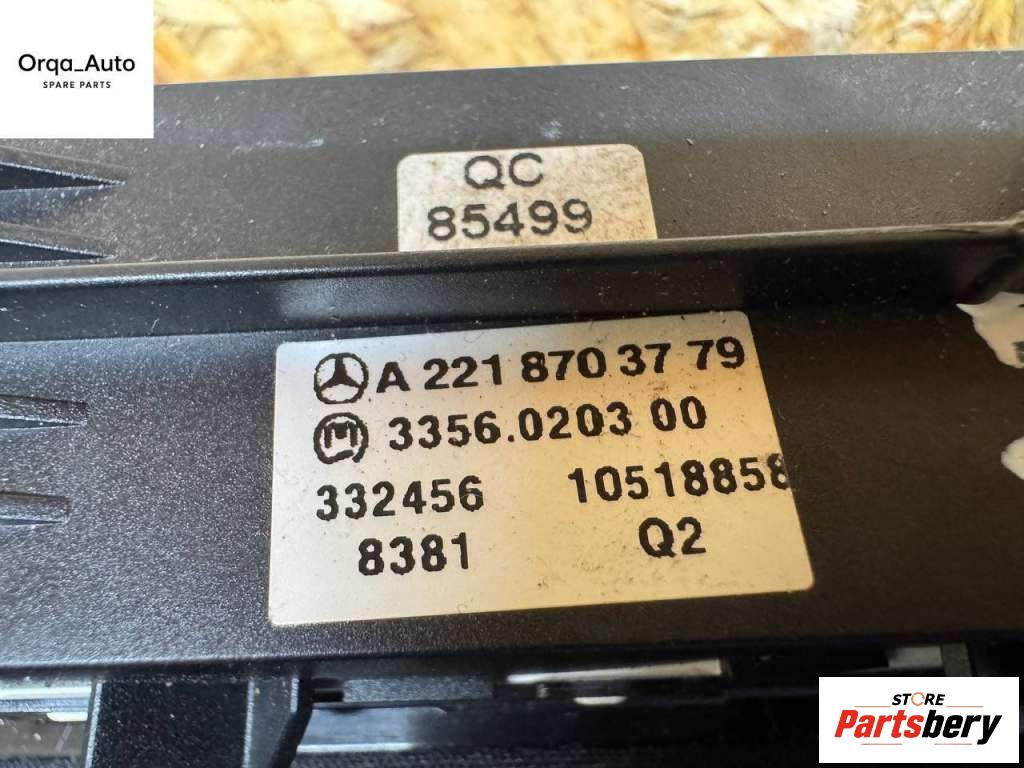 Orqa_Auto
SPARE PARTS
QC
85499
A 221 870 37 79
3356.0203 00
332456 10518858
8381 Q2
STORE
Partsbery